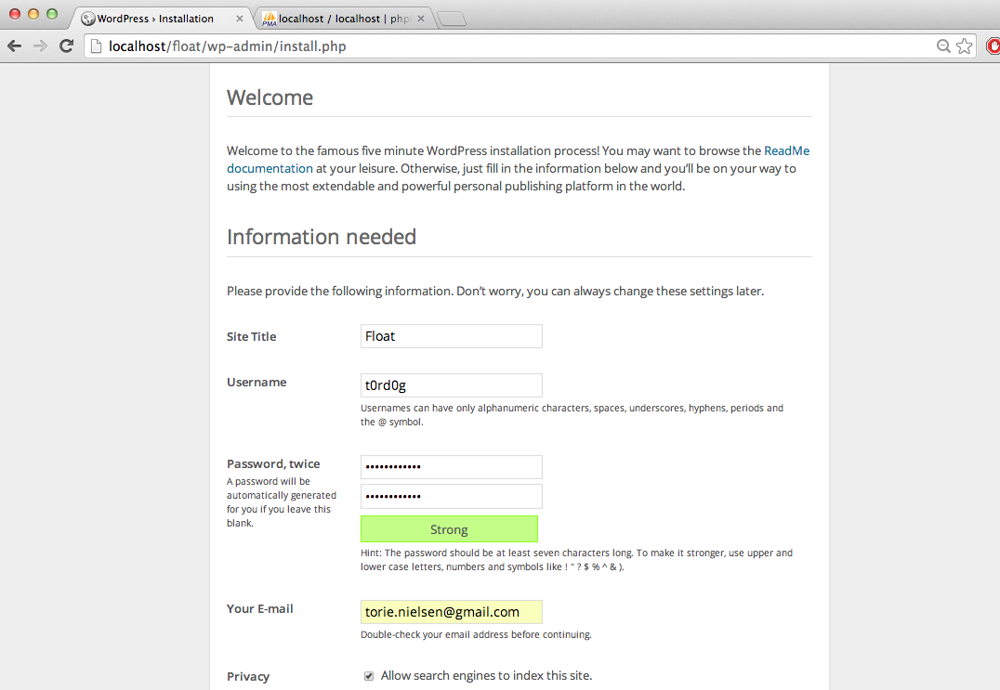 WordPress › Installation
localhost / localhost | php
PMA
localhost/float/wp-admin/install.php
Welcome
Welcome to the famous five minute WordPress installation process! You may want to browse the ReadMe
documentation at your leisure. Otherwise, just fill in the information below and you'll be on your way to
using the most extendable and powerful personal publishing platform in the world.
Information needed
Please provide the following information. Don't worry, you can always change these settings later.
Site Title
Float
Username
t0rd0g
Usernames can have only alphanumeric characters, spaces, underscores, hyphens, periods and
the @ symbol.
Password, twice
A password will be
automatically generated
for you if you leave this
blank.
••••••••••••
••••••••••••
Strong
Hint: The password should be at least seven characters long. To make it stronger, use upper and
lower case letters, numbers and symbols like ! " ? $ % ^ & ).
Your E-mail
torie.nielsen@gmail.com
Double-check your email address before continuing.
Privacy
Allow search engines to index this site.